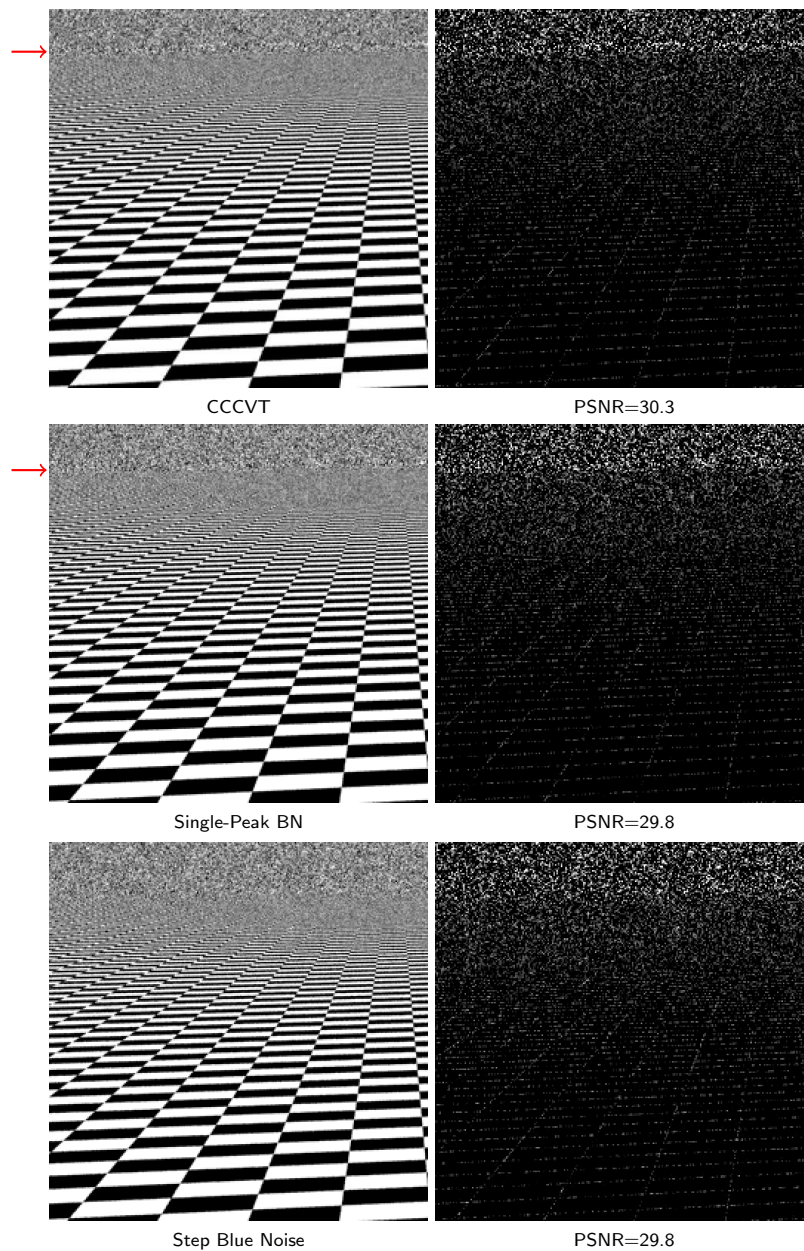 CCCVT
PSNR=30.3
Single-Peak BN
PSNR=29.8
Step Blue Noise
PSNR=29.8